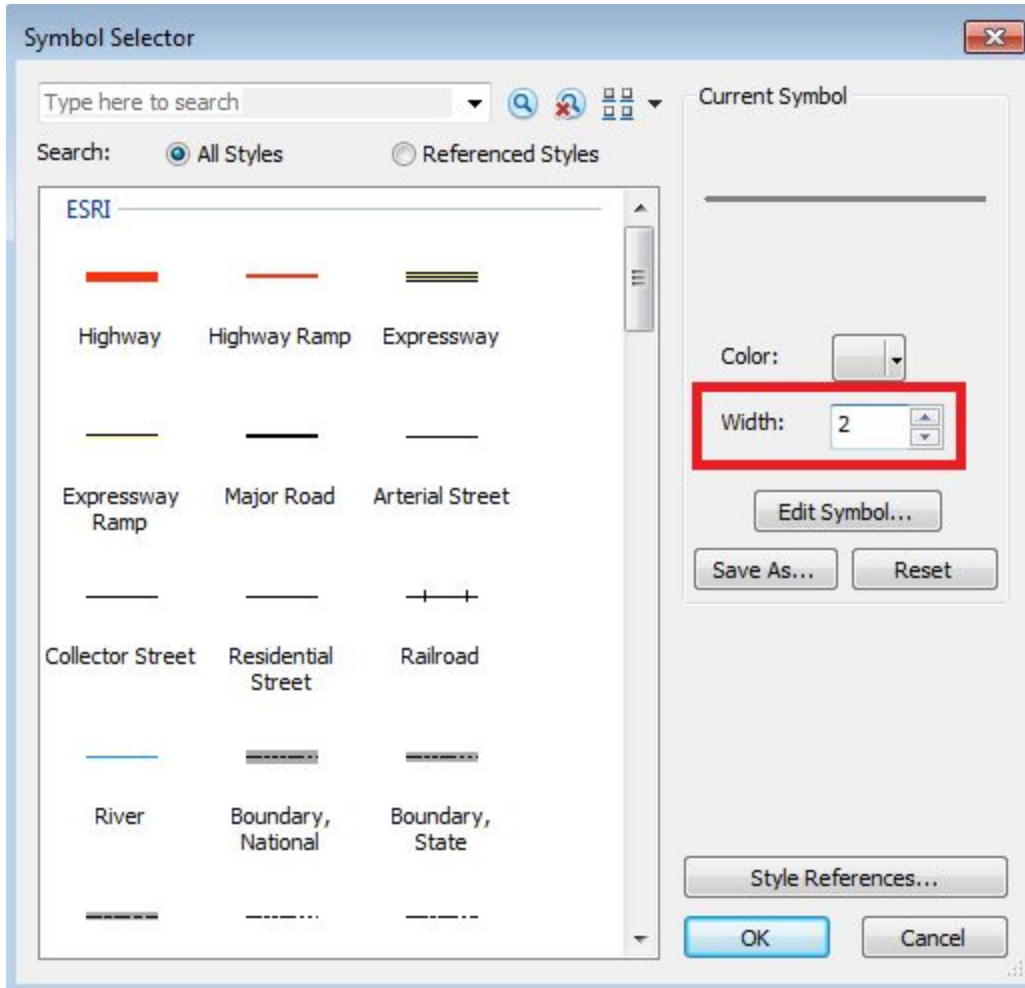 Symbol Selector
Type here to search
Current Symbol
Search:
All Styles
Referenced Styles
ESRI
Highway
Highway Ramp
Expressway
Color:
Width:
2
Expressway
Ramp
Major Road
Arterial Street
Edit Symbol...
Save As...
Reset
Collector Street
Residential
Street
Railroad
River
Boundary,
National
Boundary,
State
Style References...
OK
Cancel